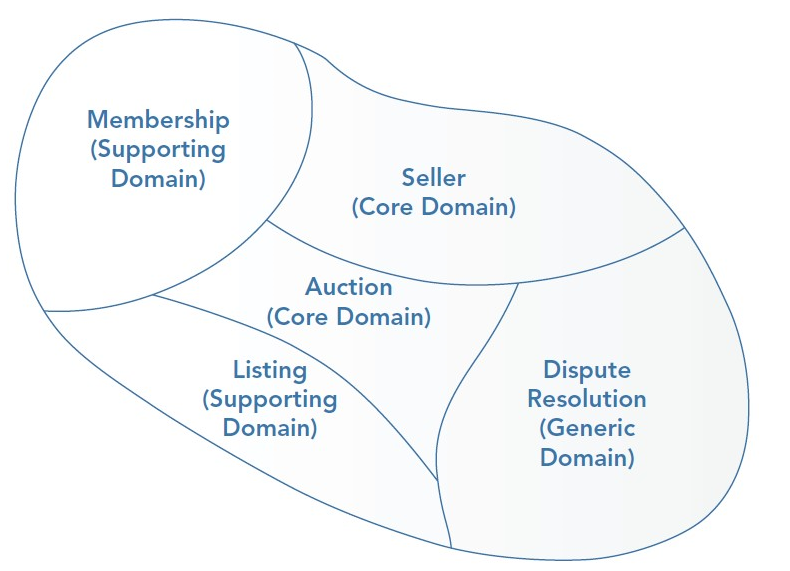 Membership
(Supporting
Domain)
Seller
(Core Domain)
Auction
(Core Domain)
Listing
(Supporting
Domain)
Dispute
Resolution
(Generic
Domain)